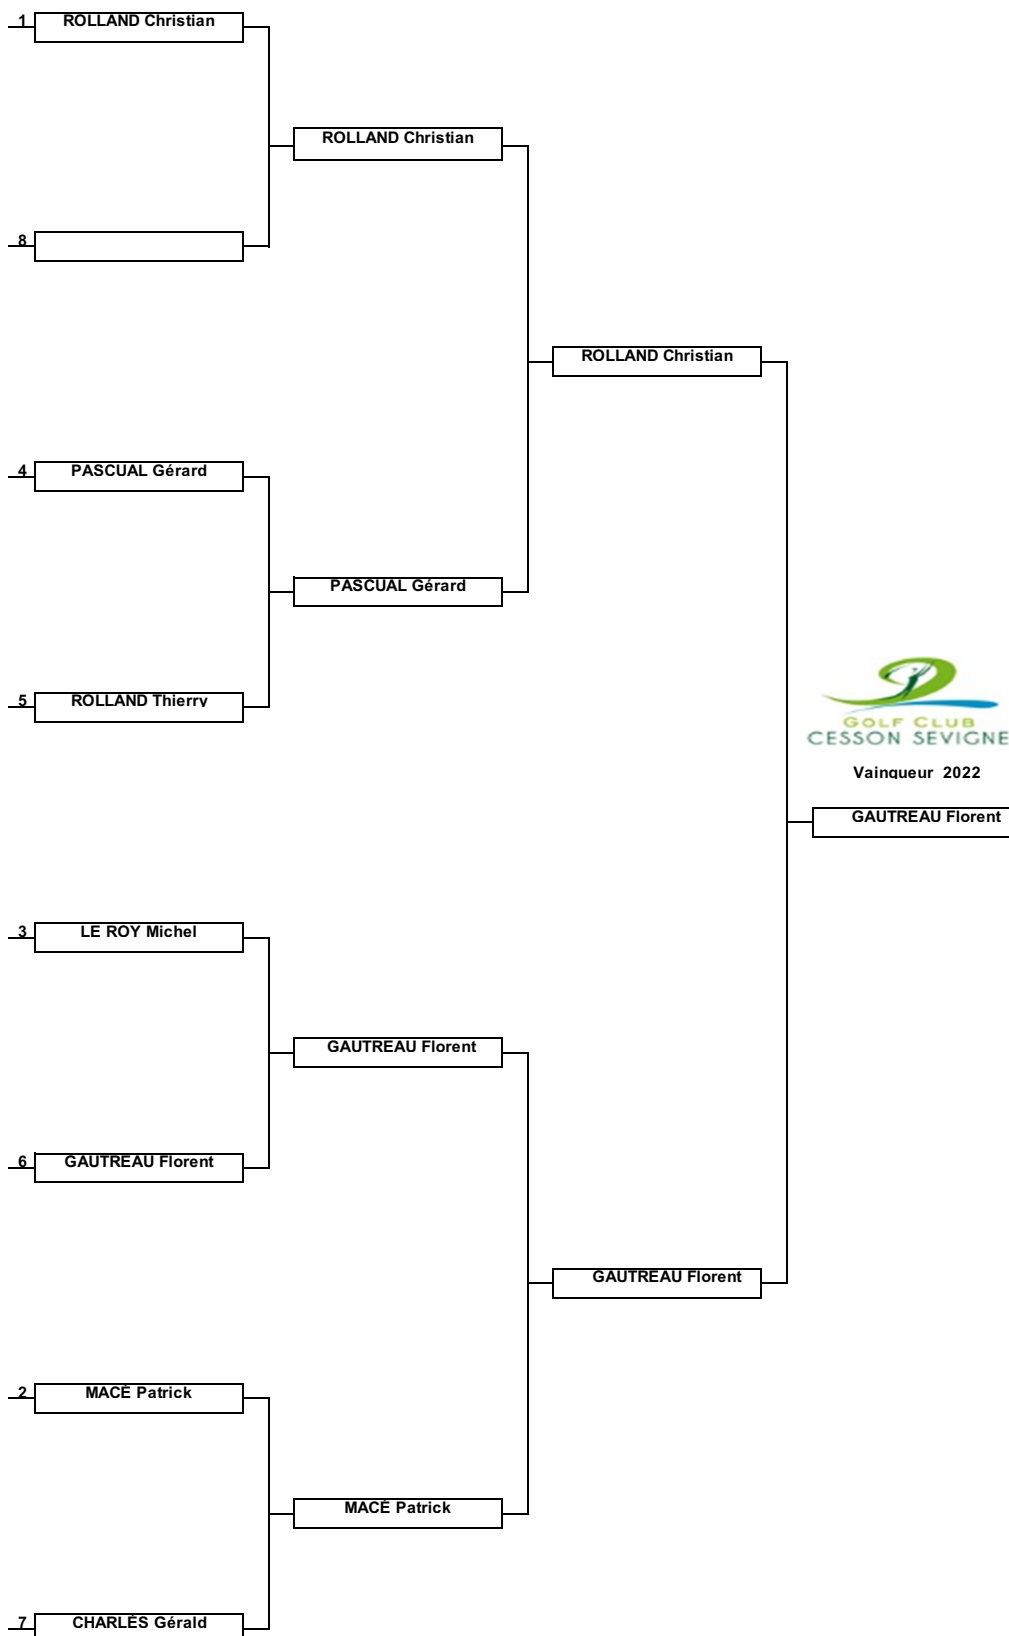 1 ROLLAND Christian
ROLLAND Christian
8
ROLLAND Christian
4 PASCUAL Gérard
PASCUAL Gérard
5 ROLLAND Thierry
GOLF CLUB
CESSON SEVIGNE
Vainqueur 2022
GAUTREAU Florent
3 LE ROY Michel
GAUTREAU Florent
6 GAUTREAU Florent
GAUTREAU Florent
2 MACÉ Patrick
MACÉ Patrick
7 CHARLÈS Gérald